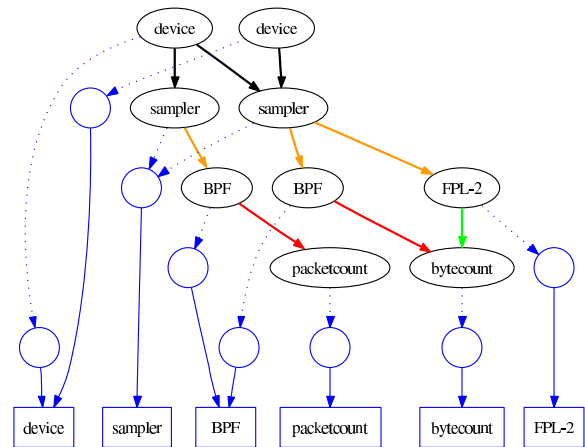 device device
sampler sampler
BPF BPF FPL-2
packetcount bytecount
device sampler BPF packetcount bytecount FPL-2